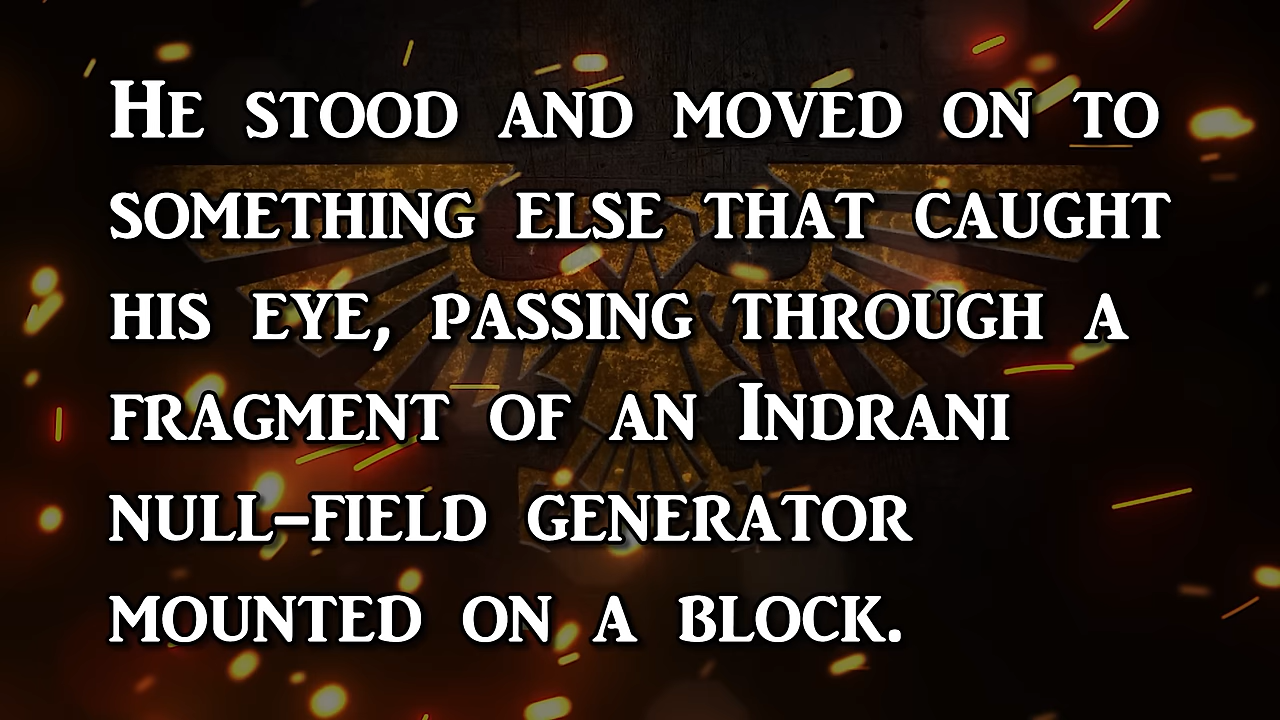 He stood and moved on to
something else that caught
his eye, passing through a
fragment of an Indrani
null-field generator
mounted on a block.